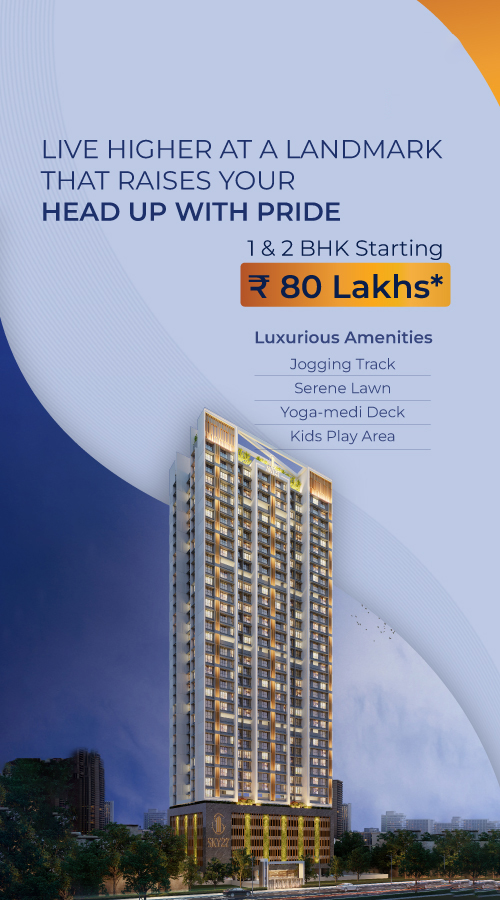 LIVE HIGHER AT A LANDMARK
THAT RAISES YOUR
HEAD UP WITH PRIDE
1 & 2 BHK Starting
₹ 80 Lakhs*
Luxurious Amenities
Jogging Track
Serene Lawn
Yoga-medi Deck
Kids Play Area
SKY27